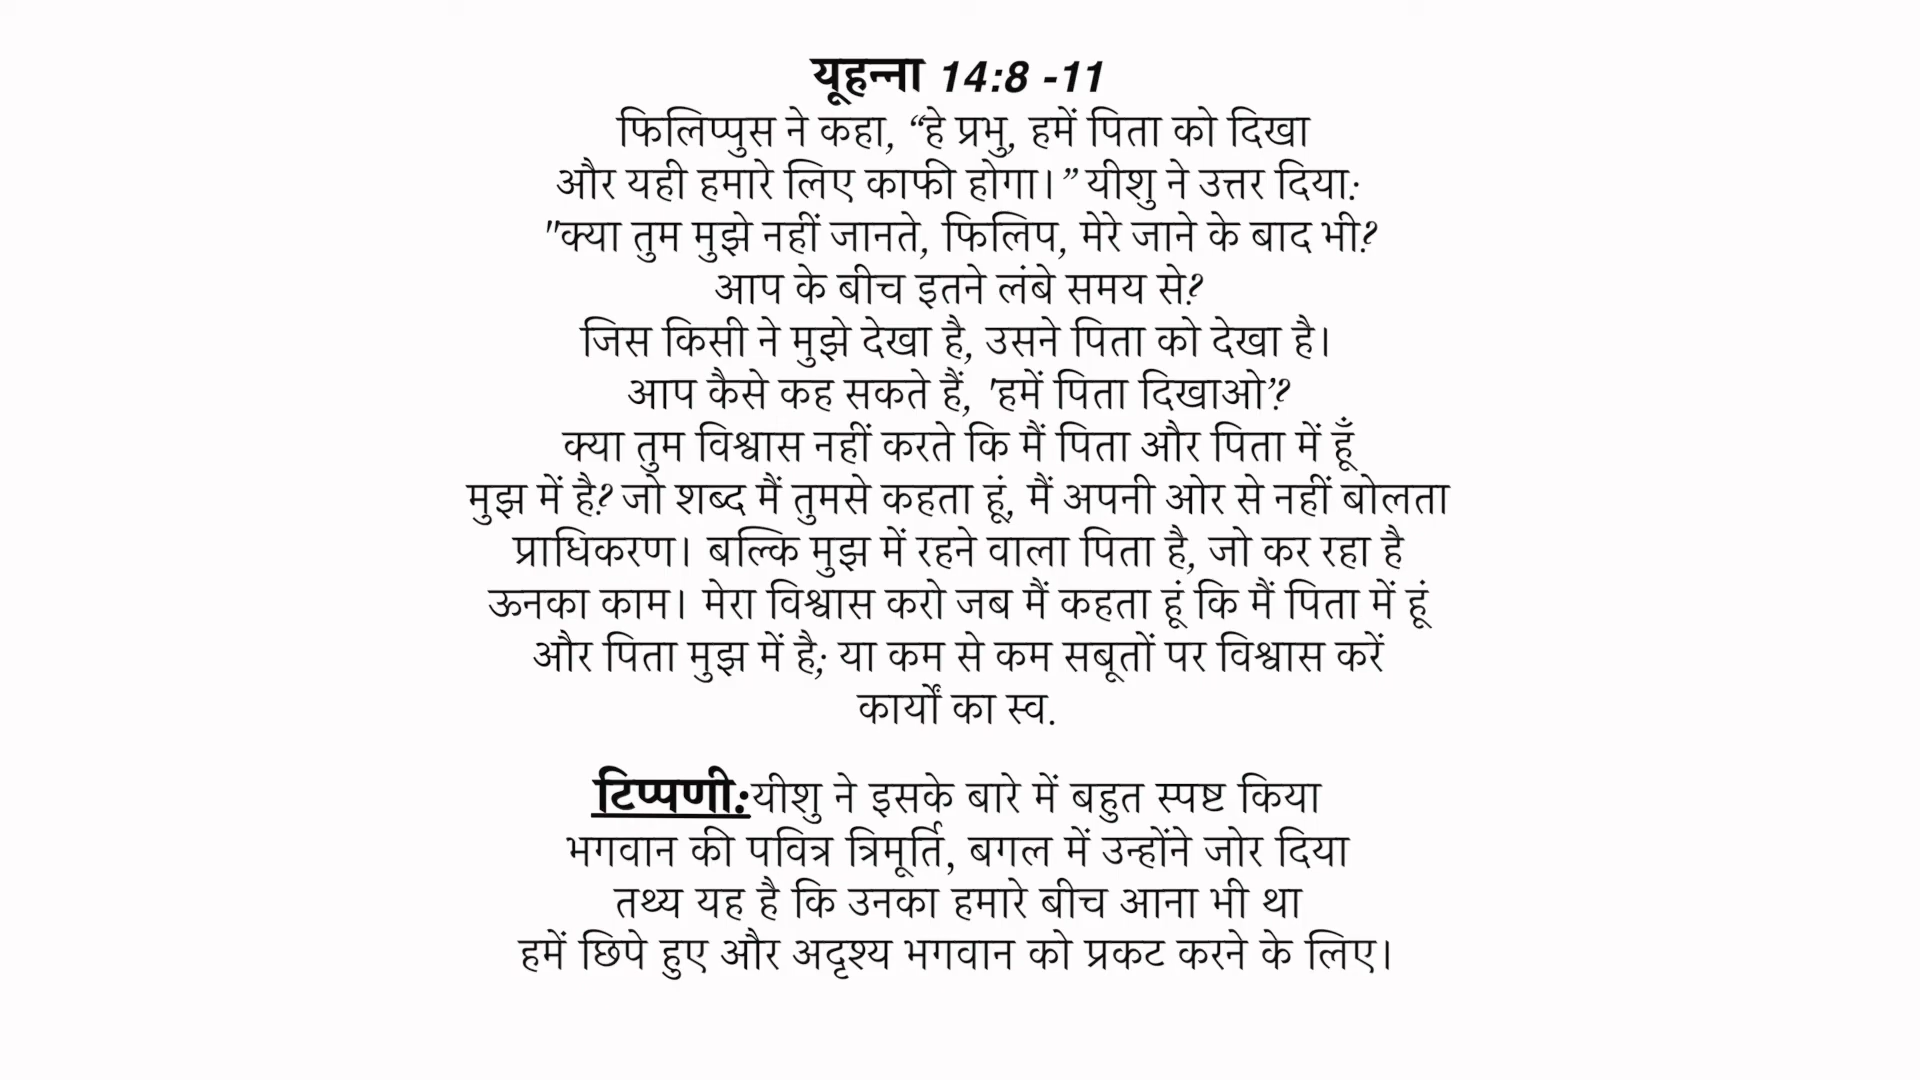 यूहन्ना 14:8 -11
फिलिप्पुस ने कहा, “हे प्रभु, हमें पिता को दिखा
और यही हमारे लिए काफी होगा।” यीशु ने उत्तर दिया:
"क्या तुम मुझे नहीं जानते, फिलिप, मेरे जाने के बाद भी?
आप के बीच इतने लंबे समय से?
जिस किसी ने मुझे देखा है, उसने पिता को देखा है।
आप कैसे कह सकते हैं, 'हमें पिता दिखाओ’?
क्या तुम विश्वास नहीं करते कि मैं पिता और पिता में हूँ
मुझ में है? जो शब्द मैं तुमसे कहता हूं, मैं अपनी ओर से नहीं बोलता
प्राधिकरण। बल्कि मुझ में रहने वाला पिता है, जो कर रहा है
ऊनका काम। मेरा विश्वास करो जब मैं कहता हूं कि मैं पिता में हूं
और पिता मुझ में है; या कम से कम सबूतों पर विश्वास करें
कार्यों का स्व.
टिप्पणी:यीशु ने इसके बारे में बहुत स्पष्ट किया
भगवान की पवित्र त्रिमूर्ति, बगल में उन्होंने जोर दिया
तथ्य यह है कि उनका हमारे बीच आना भी था
हमें छिपे हुए और अदृश्य भगवान को प्रकट करने के लिए।